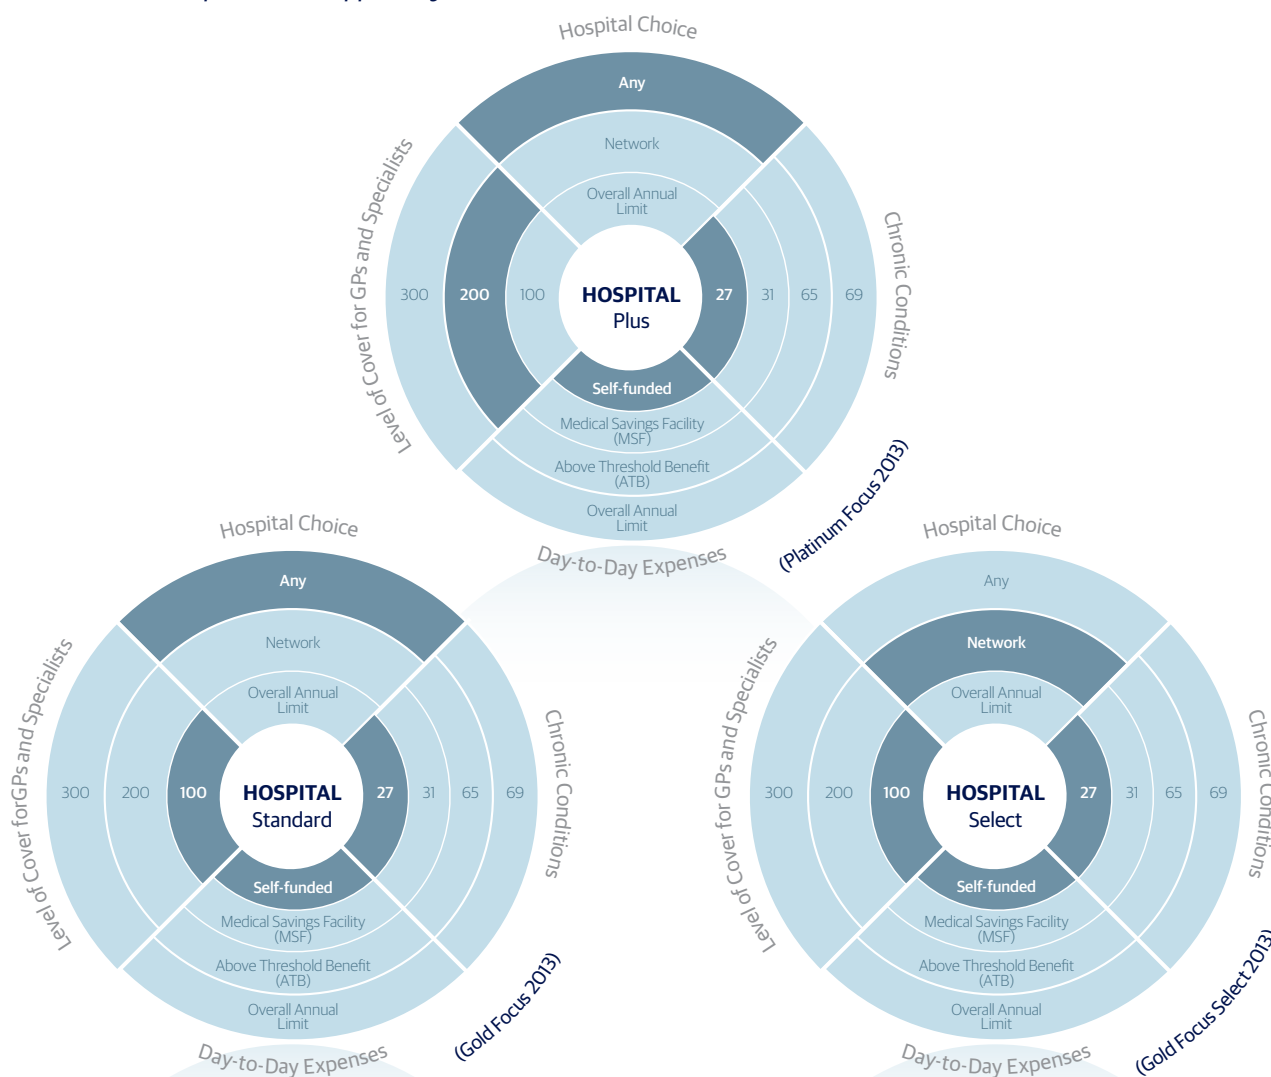 Hospital Choice
Any
Network
Overall Annual
Limit
Level of Cover for GPs and Specialists
300
200
100
HOSPITAL
Plus
27
31
65
69
Chronic Conditions
Self-funded
Medical Savings Facility
(MSF)
Above Threshold Benefit
(ATB)
Overall Annual
Limit
Day-to-Day Expenses
(Platinum Focus 2013)
Hospital Choice
Any
Network
Overall Annual
Limit
Level of Cover forGPs and Specialists
300
200
100
HOSPITAL
Standard
27
31
65
69
Chronic Conditions
Self-funded
Medical Savings Facility
(MSF)
Above Threshold Benefit
(ATB)
Overall Annual
Limit
Day-to-Day Expenses
(Gold Focus 2013)
Hospital Choice
Any
Network
Overall Annual
Limit
Level of Cover for GPs and Specialists
300
200
100
HOSPITAL
Select
27
31
65
69
Chronic Conditions
Self-funded
Medical Savings Facility
(MSF)
Above Threshold Benefit
(ATB)
Overall Annual
Limit
Day-to-Day Expenses
(Gold Focus Select 2013)